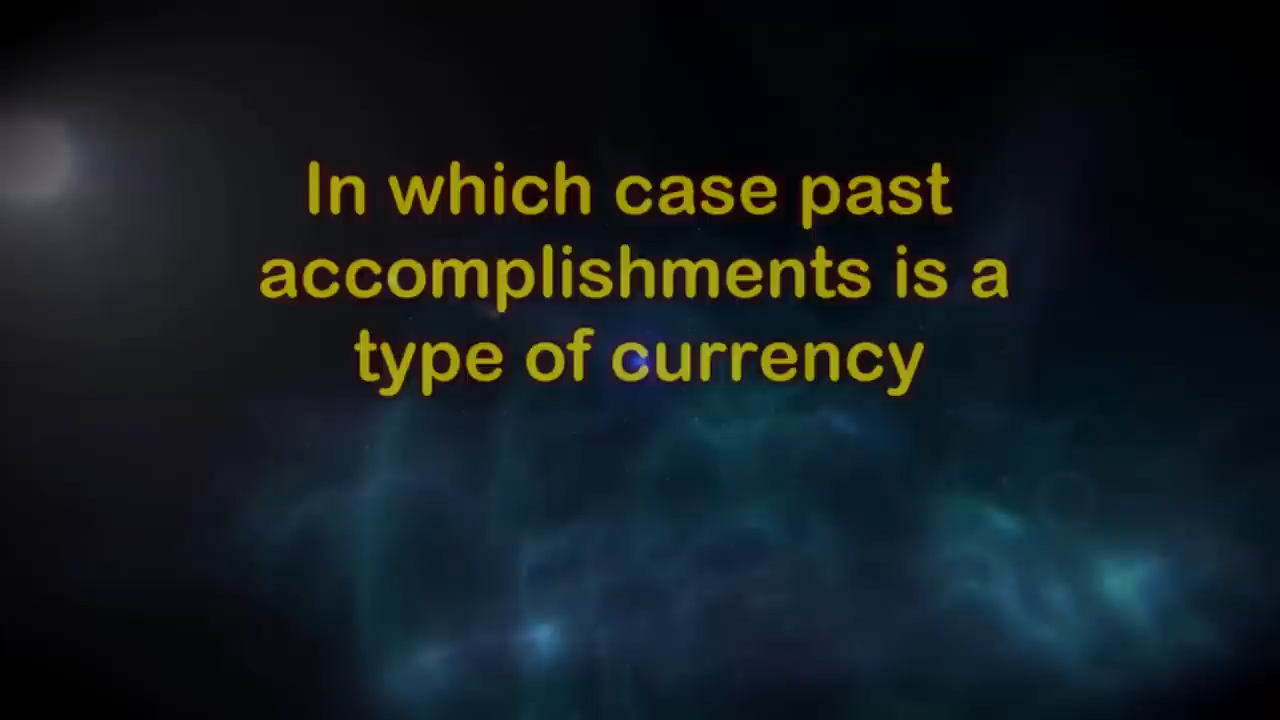 In which case past
accomplishments is a
type of currency